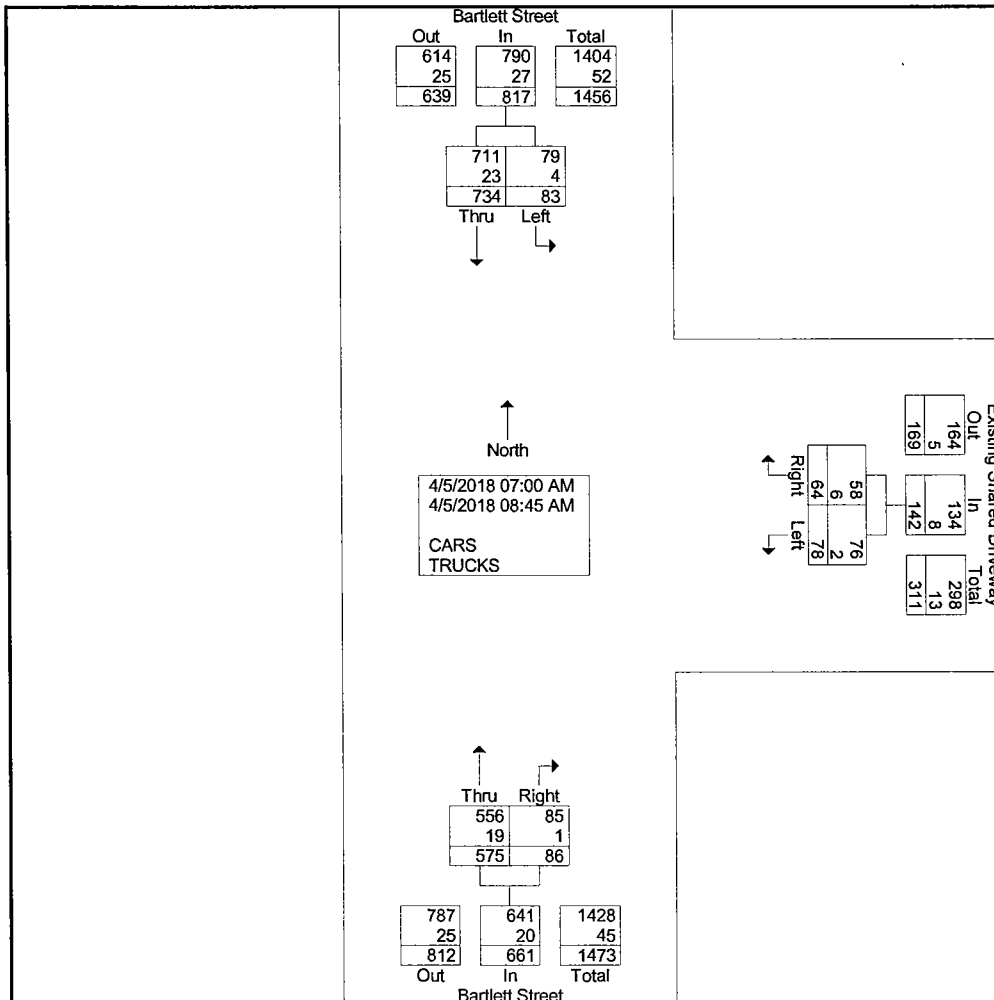 Bartlett Street
Out In Total
614 790 1404
25 27 52
639 817 1456
711 79
23 4
734 83
Thru Left
North
4/5/2018 07:00 AM
4/5/2018 08:45 AM
CARS
TRUCKS
Existing Shared Driveway
Out In Total
164 134 298
5 8 13
169 142 311
58 76
6 2
64 78
Right Left
Thru Right
556 85
19 1
575 86
787 641 1428
25 20 45
812 661 1473
Out In Total
Bartlett Street